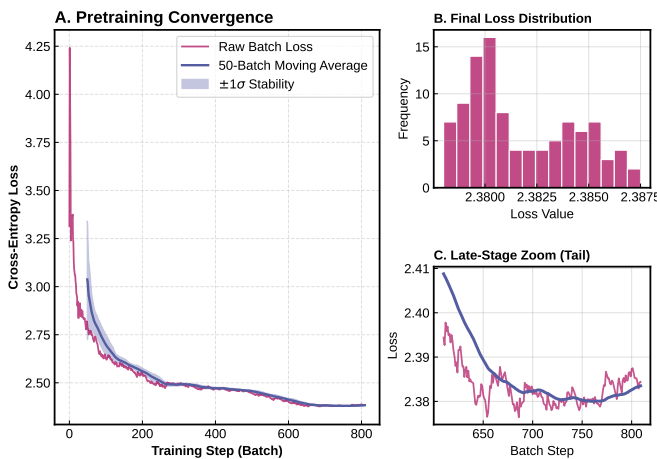 A. Pretraining Convergence
Raw Batch Loss
50-Batch Moving Average
±1σ Stability
4.25
4.00
3.75
3.50
3.25
3.00
2.75
2.50
Cross-Entropy Loss
0
200
400
600
800
Training Step (Batch)
B. Final Loss Distribution
15
10
5
0
Frequency
2.3800
2.3825
2.3850
2.3875
Loss Value
C. Late-Stage Zoom (Tail)
2.41
2.40
2.39
2.38
Loss
650
700
750
800
Batch Step